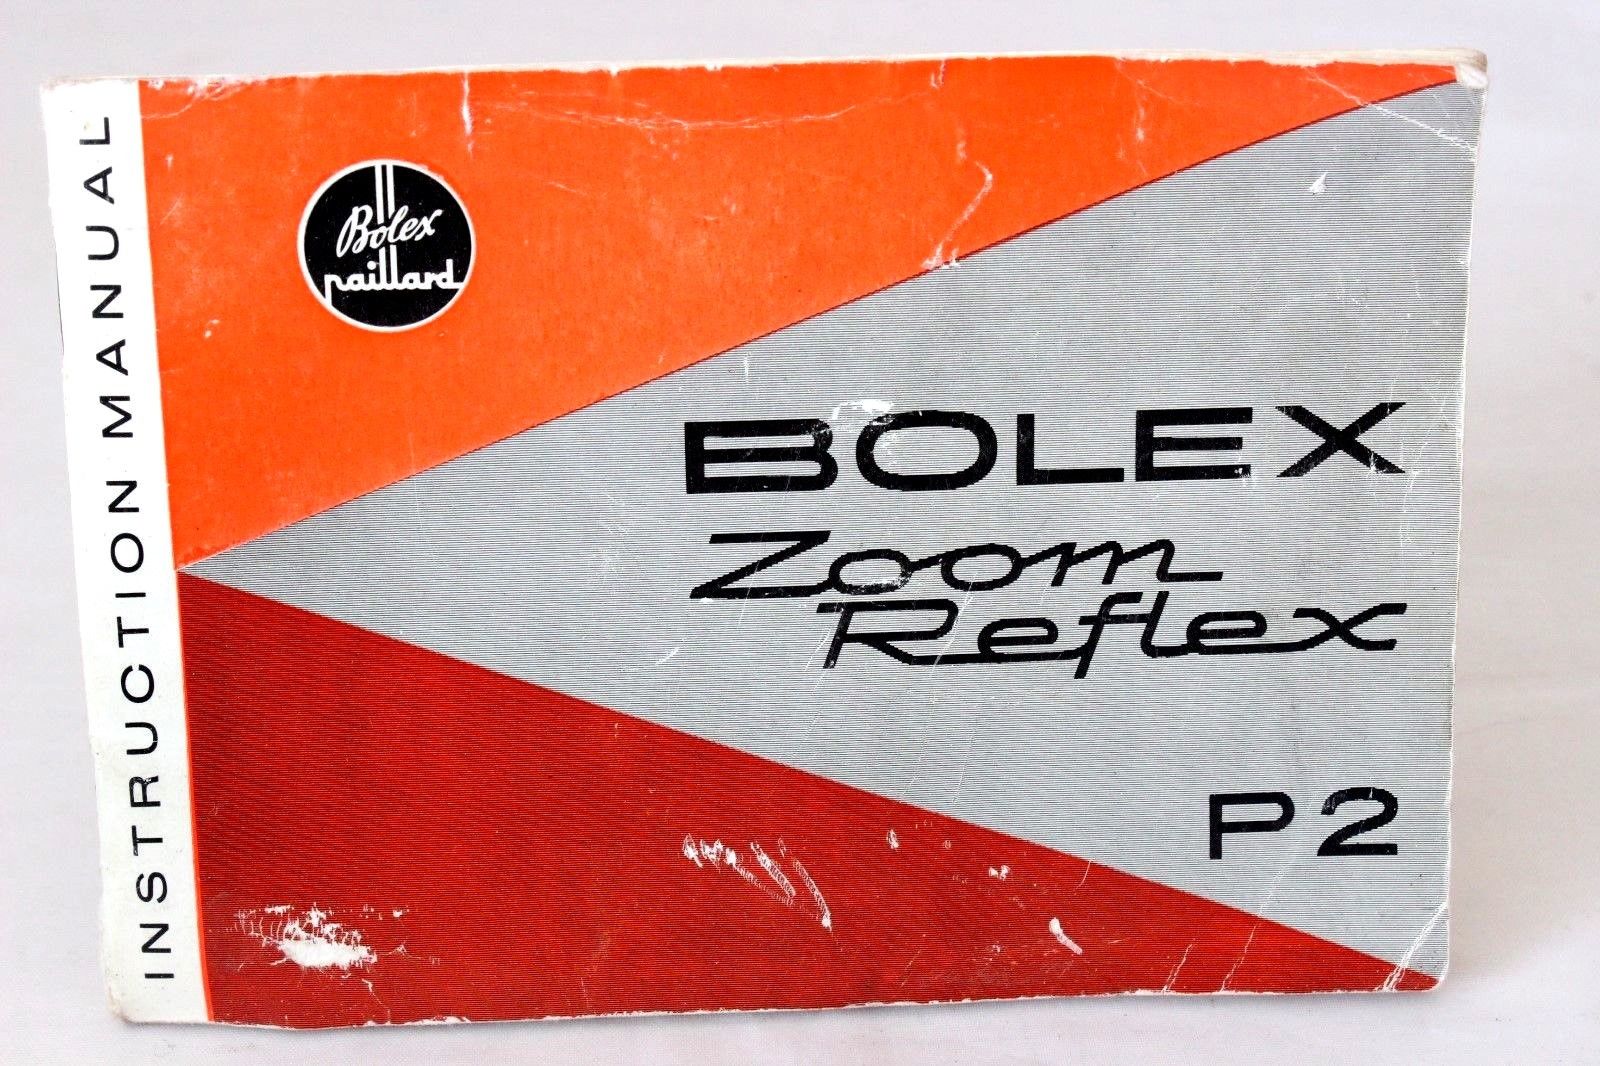 INSTRUCTION MANUAL
Bolex
paillard
BOLEX
Zoom
Reflex
P2